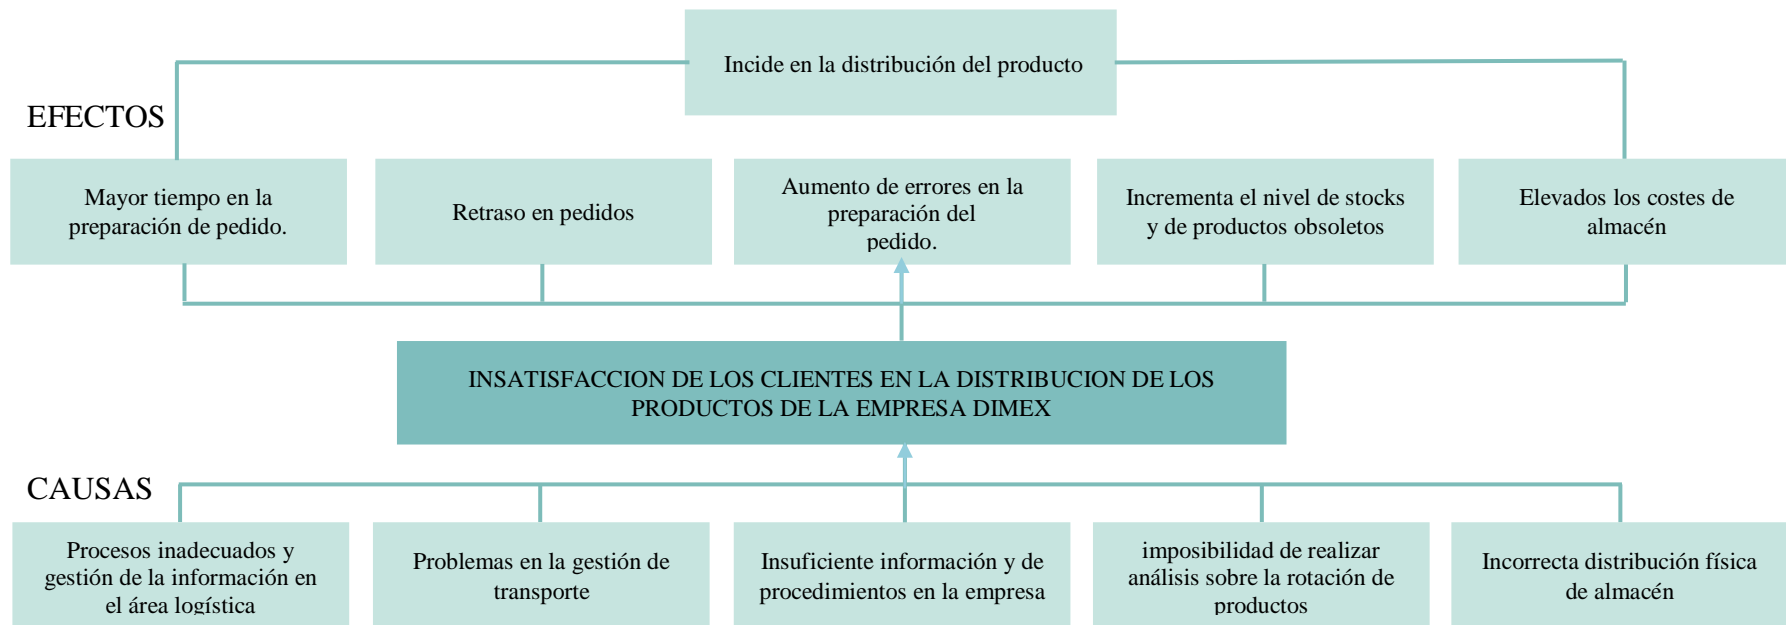 Incide en la distribución del producto
EFECTOS
Mayor tiempo en la
preparación de pedido.
Retraso en pedidos
Aumento de errores en la
preparación del
pedido.
Incrementa el nivel de stocks
y de productos obsoletos
Elevados los costes de
almacén
INSATISFACCION DE LOS CLIENTES EN LA DISTRIBUCION DE LOS
PRODUCTOS DE LA EMPRESA DIMEX
CAUSAS
Procesos inadecuados y
gestión de la información en
el área logística
Problemas en la gestión de
transporte
Insuficiente información y de
procedimientos en la empresa
imposibilidad de realizar
análisis sobre la rotación de
productos
Incorrecta distribución física
de almacén